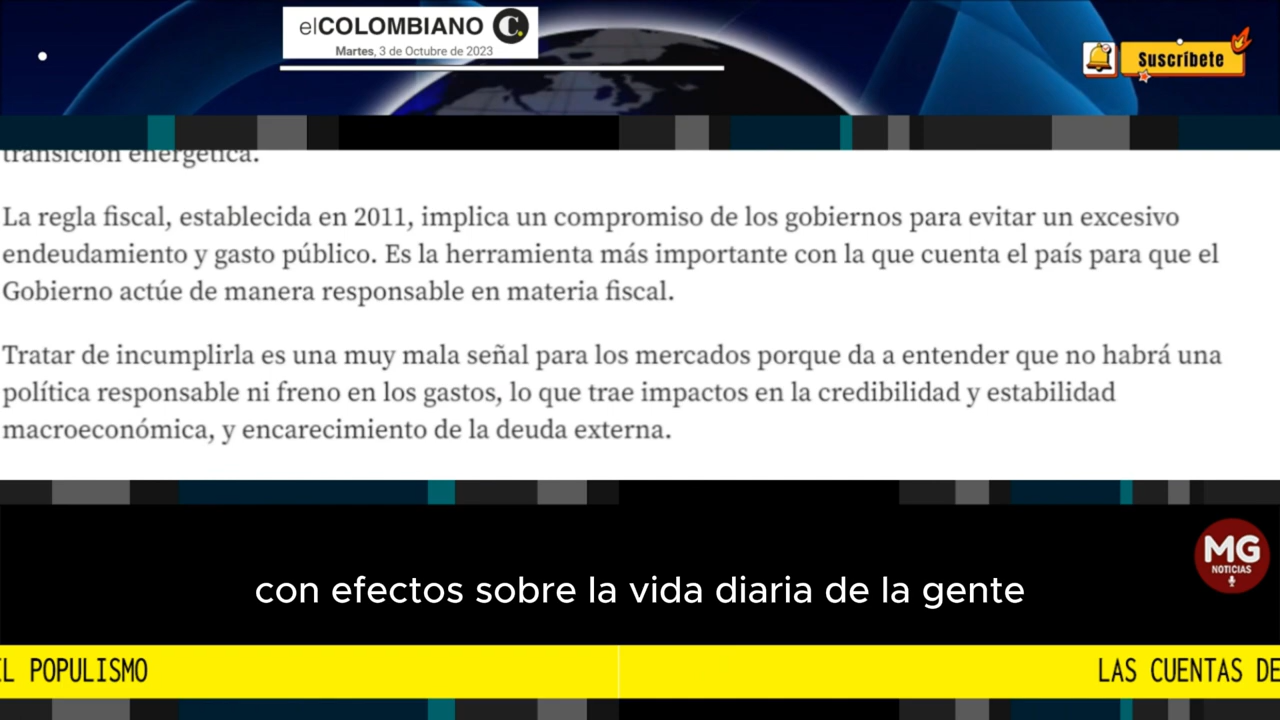 elCOLOMBIANO C.
Martes, 3 de Octubre de 2023
Suscríbete
transición energética.
La regla fiscal, establecida en 2011, implica un compromiso de los gobiernos para evitar un excesivo
endeudamiento y gasto público. Es la herramienta más importante con la que cuenta el país para que el
Gobierno actúe de manera responsable en materia fiscal.
Tratar de incumplirla es una muy mala señal para los mercados porque da a entender que no habrá una
política responsable ni freno en los gastos, lo que trae impactos en la credibilidad y estabilidad
macroeconómica, y encarecimiento de la deuda externa.
MG
NOTICIAS
con efectos sobre la vida diaria de la gente
EL POPULISMO LAS CUENTAS DE